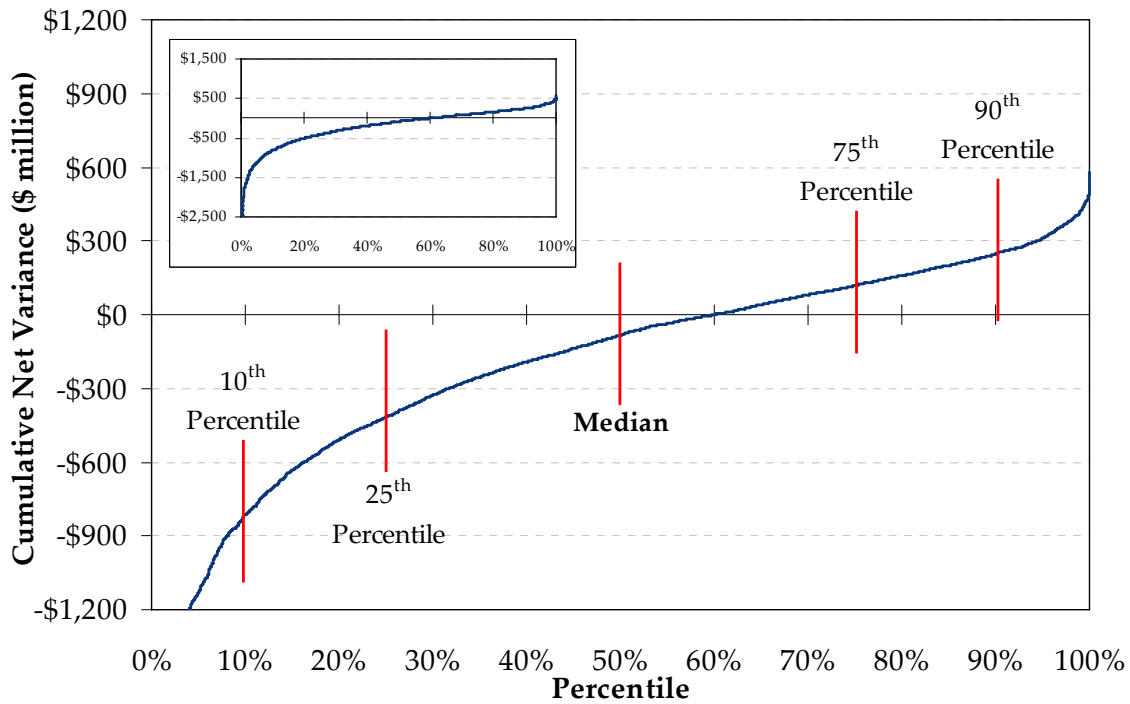 Cumulative Net Variance ($ million)
$1,200
$900
$600
$300
$0
-$300
-$600
-$900
-$1,200
$1,500
$500
-$500
-$1,500
-$2,500
0% 20% 40% 60% 80% 100%
10th
Percentile
25th
Percentile
Median
75th
Percentile
90th
Percentile
0% 10% 20% 30% 40% 50% 60% 70% 80% 90% 100%
Percentile